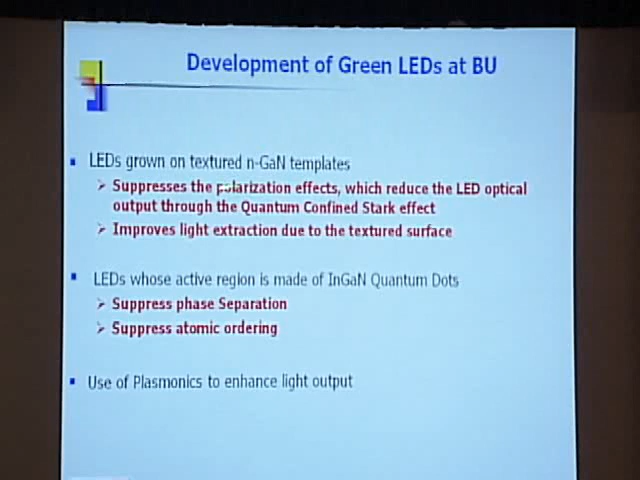 Development of Green LEDs at BU
LEDs grown on textured n-GaN templates
Suppresses the polarization effects, which reduce the LED optical
output through the Quantum Confined Stark effect
Improves light extraction due to the textured surface
LEDs whose active region is made of InGaN Quantum Dots
Suppress phase Separation
Suppress atomic ordering
Use of Plasmonics to enhance light output